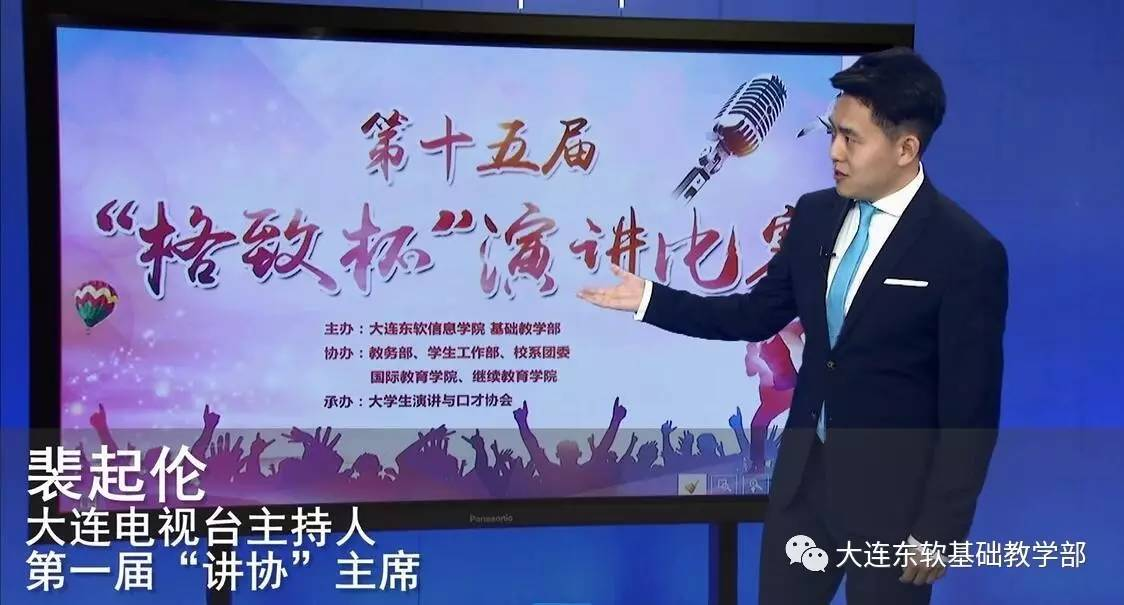 第十五届
“格致杯”演讲比赛
主办：大连东软信息学院 基础教学部
协办：教务部、学生工作部、校系团委
国际教育学院、继续教育学院
承办：大学生演讲与口才协会
Panasonic
裴起伦
大连电视台主持人
第一届“讲协”主席
大连东软基础教学部